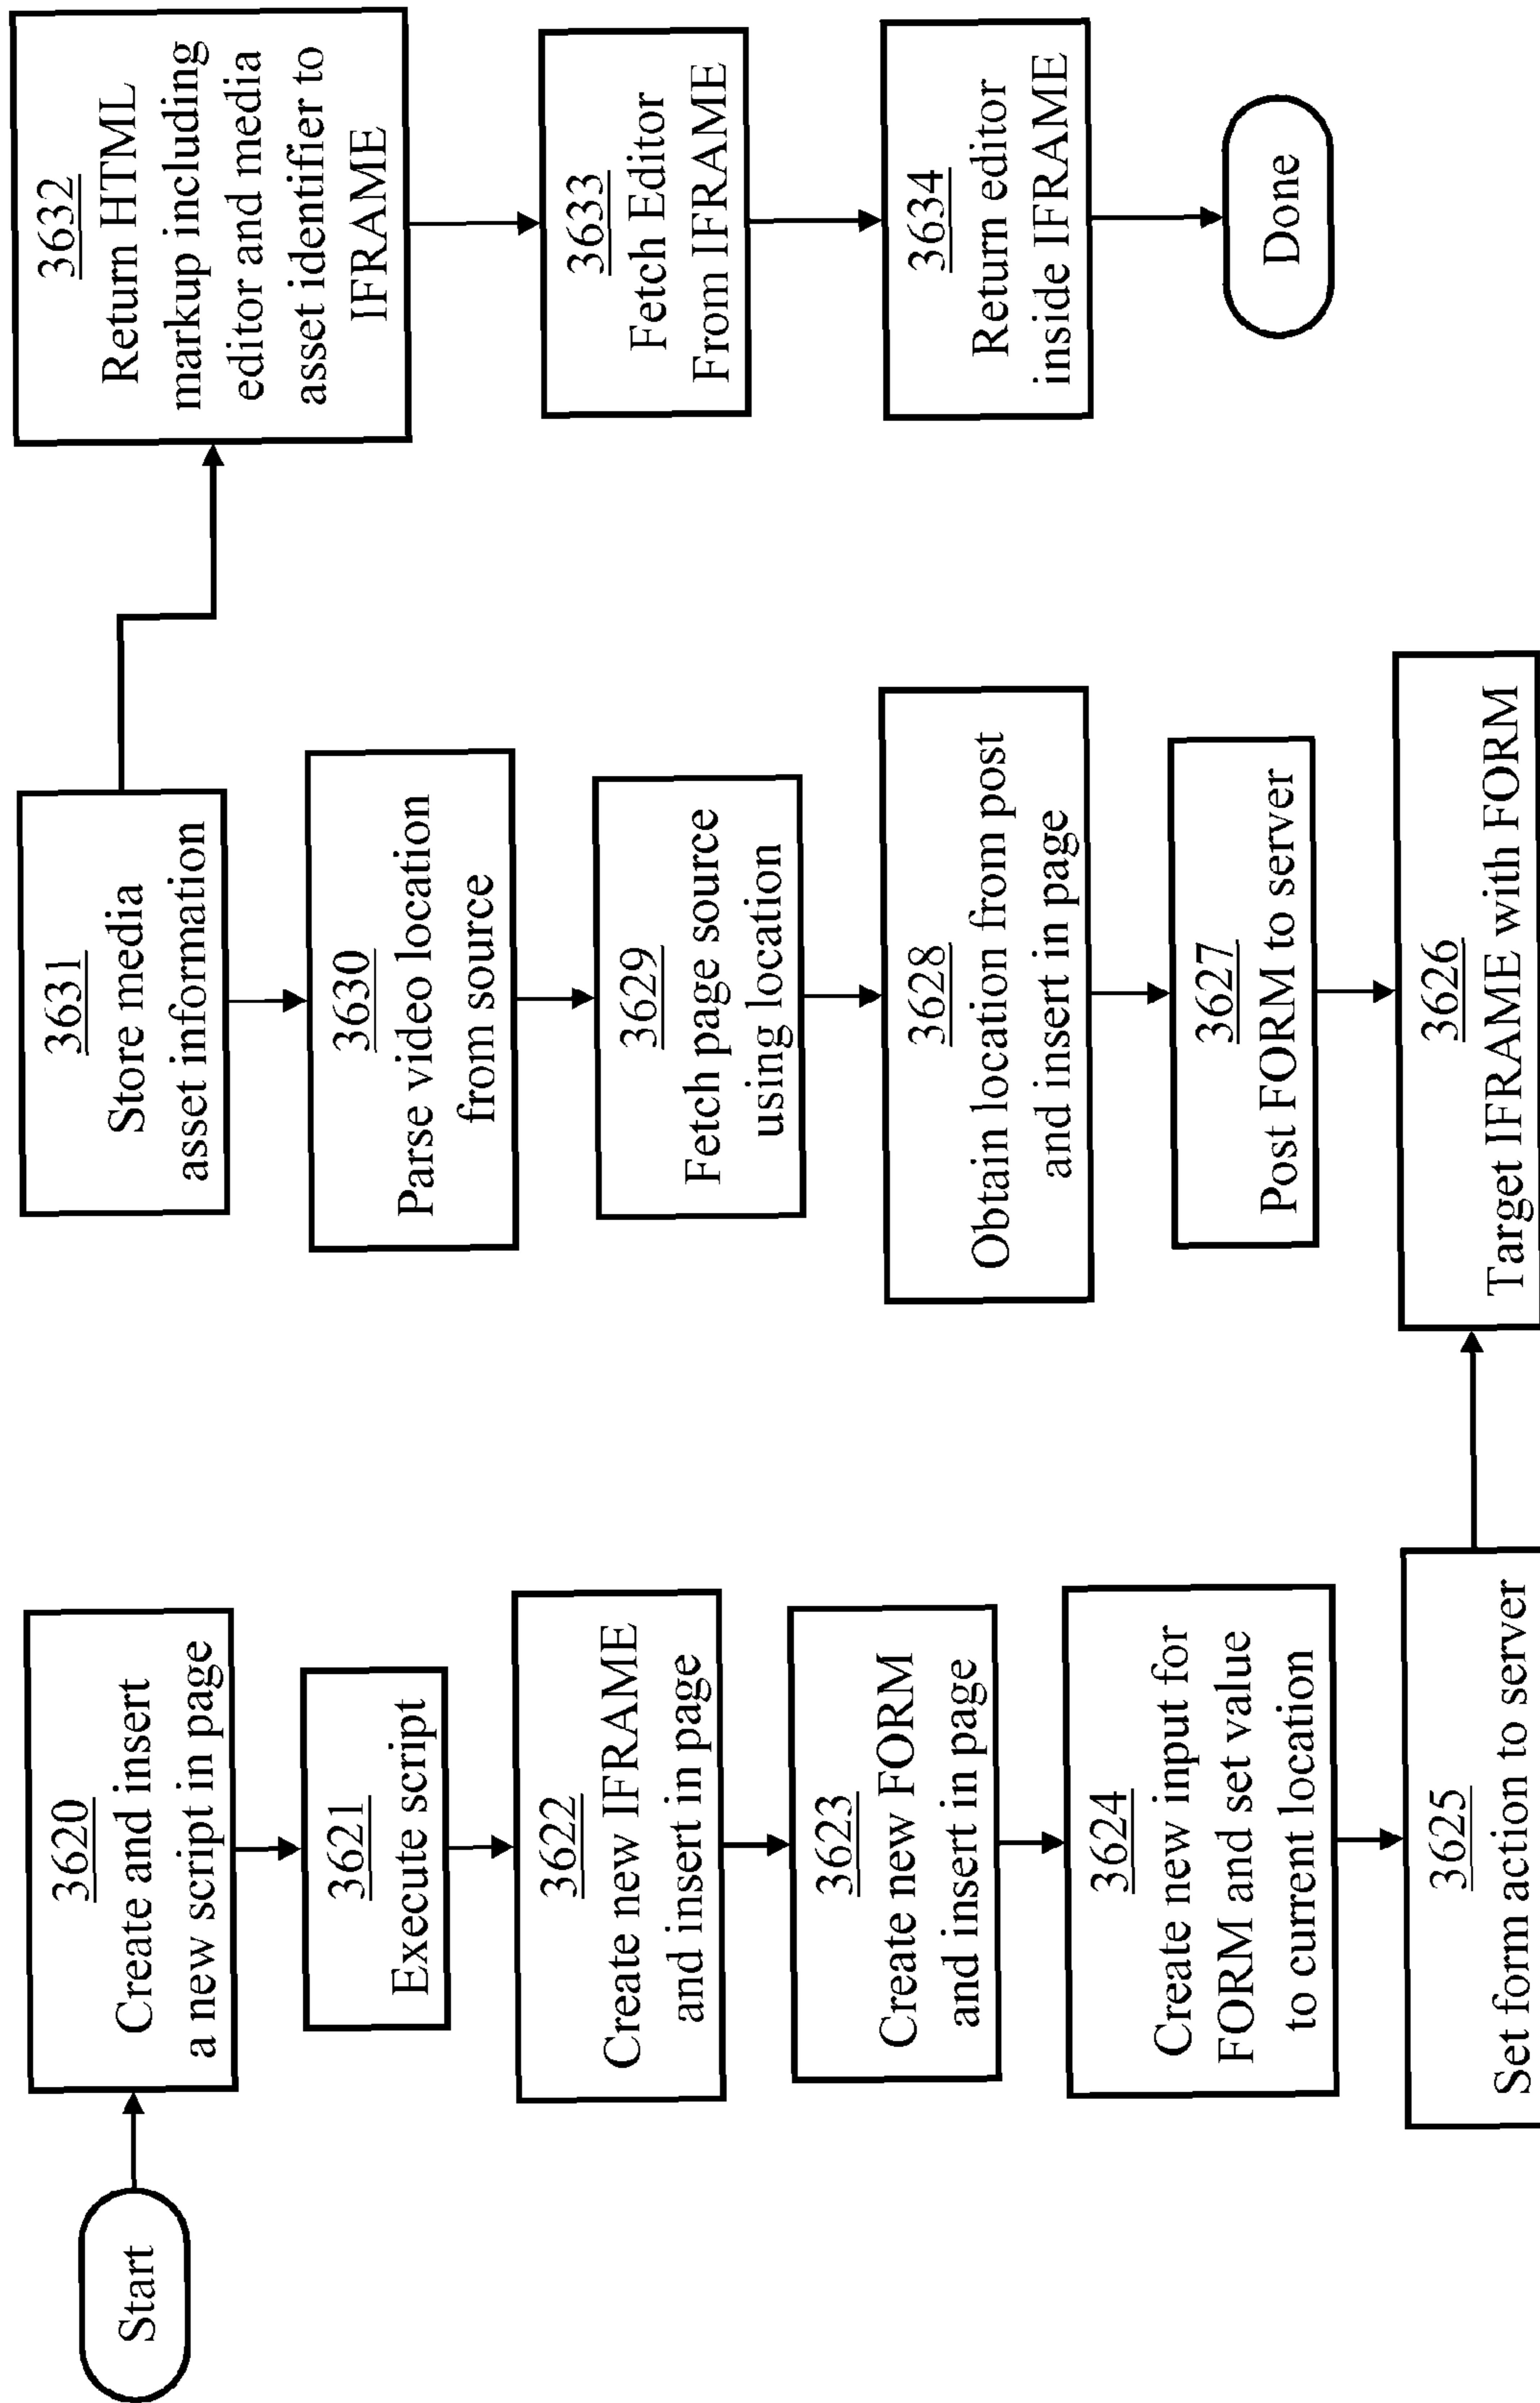 Start
3620
Create and insert
a new script in page
3621
Execute script
3622
Create new IFRAME
and insert in page
3623
Create new FORM
and insert in page
3624
Create new input for
FORM and set value
to current location
3625
Set form action to server
3631
Store media
asset information
3630
Parse video location
from source
3629
Fetch page source
using location
3628
Obtain location from post
and insert in page
3627
Post FORM to server
3626
Target IFRAME with FORM
3632
Return HTML
markup including
editor and media
asset identifier to
IFRAME
3633
Fetch Editor
From IFRAME
3634
Return editor
inside IFRAME
Done